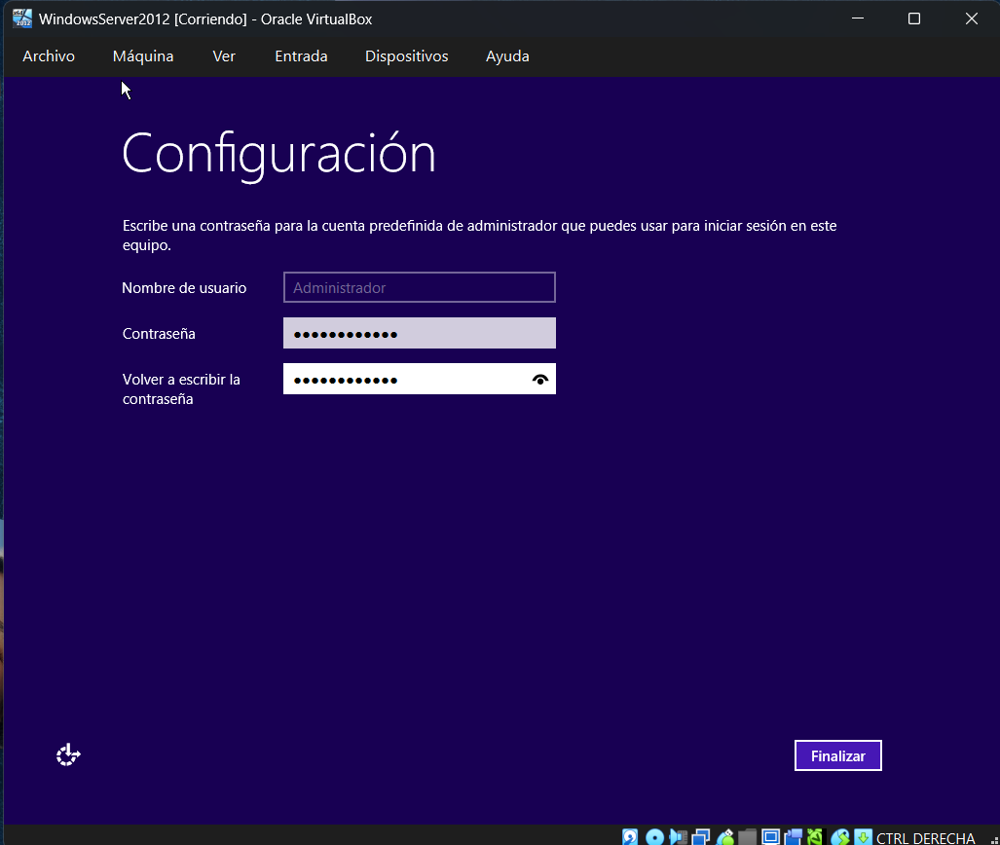 WindowsServer2012 [Corriendo] - Oracle VirtualBox
Archivo Máquina Ver Entrada Dispositivos Ayuda
Configuración
Escribe una contraseña para la cuenta predefinida de administrador que puedes usar para iniciar sesión en este
equipo.
Nombre de usuario Administrador
Contraseña ●●●●●●●●●●●●
Volver a escribir la ●●●●●●●●●●●●
contraseña
Finalizar
CTRL DERECHA